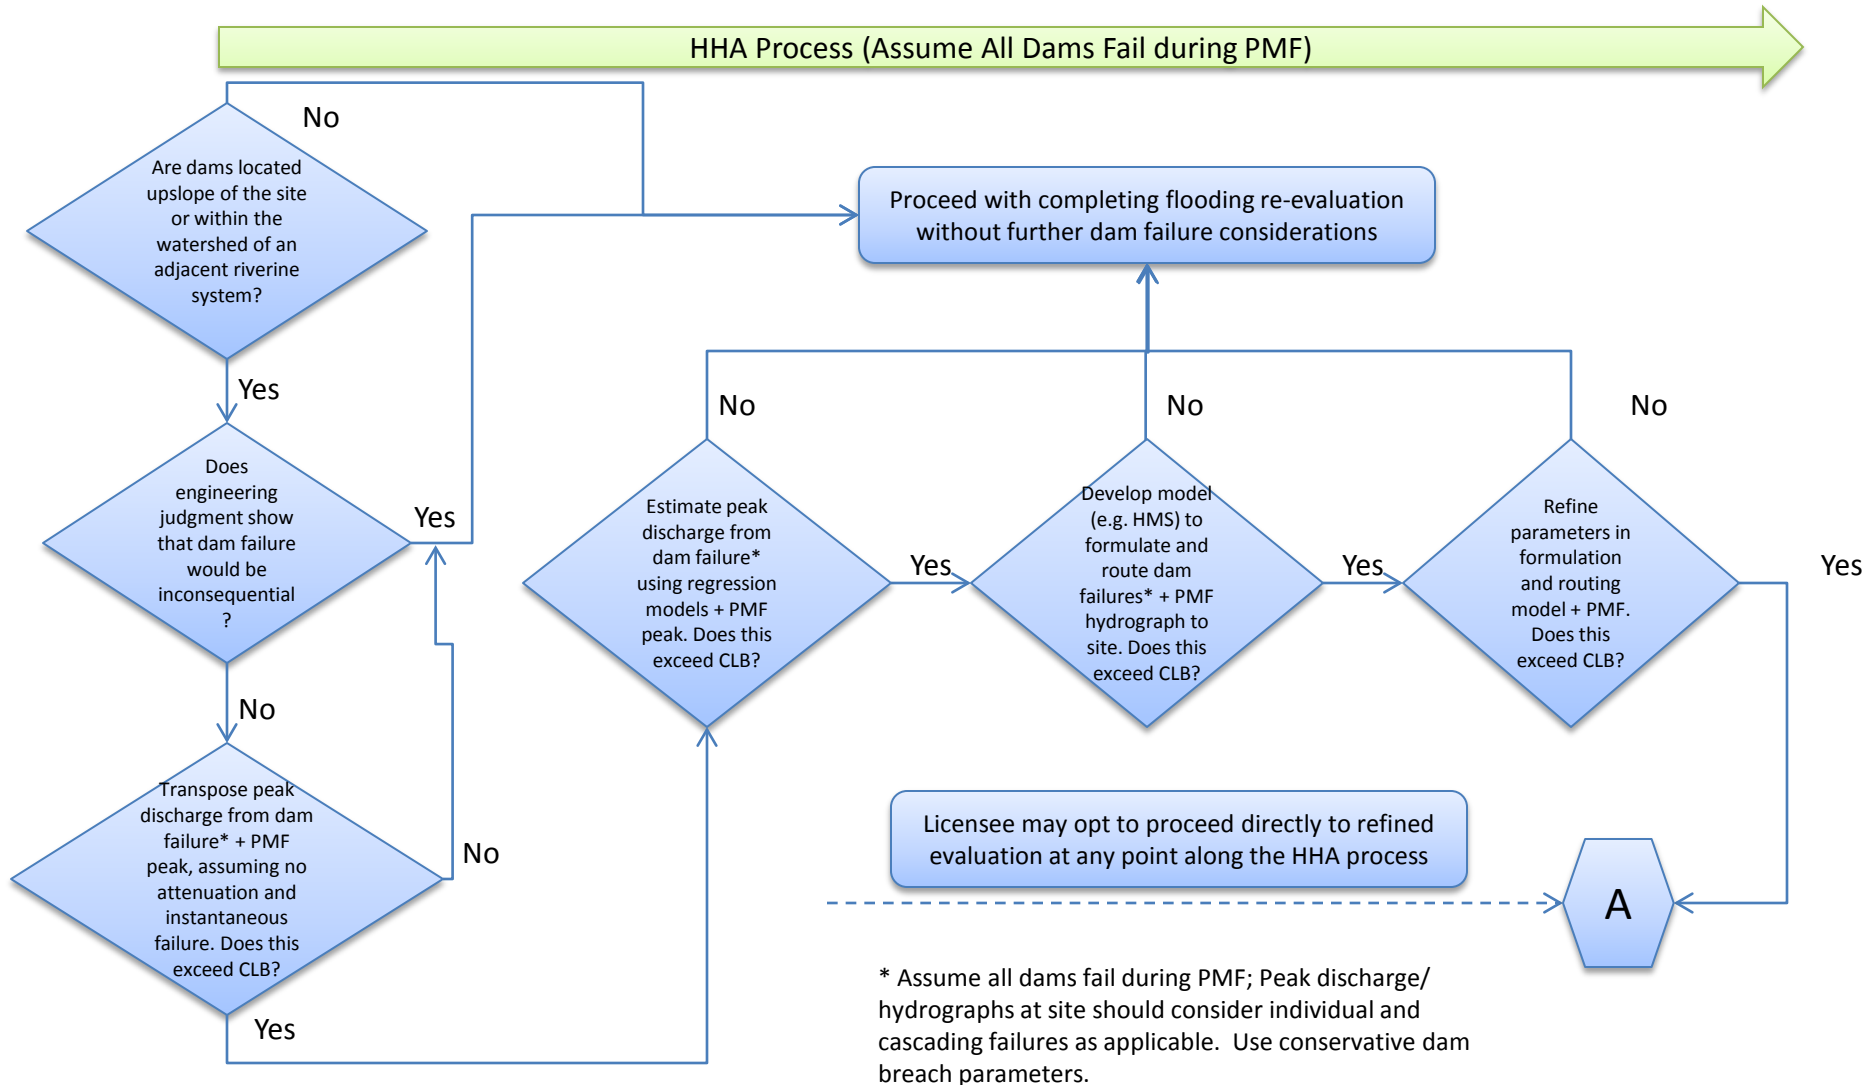 HHA Process (Assume All Dams Fail during PMF)
No
Are dams located
upslope of the site
or within the
watershed of an
adjacent riverine
system?
Proceed with completing flooding re-evaluation
without further dam failure considerations
Yes
No
No
No
Does
engineering
judgment show
that dam failure
would be
inconsequential
?
Yes
Estimate peak
discharge from
dam failure*
using regression
models + PMF
peak. Does this
exceed CLB?
Yes
Develop model
(e.g. HMS) to
formulate and
route dam
failures* + PMF
hydrograph to
site. Does this
exceed CLB?
Yes
Refine
parameters in
formulation
and routing
model + PMF.
Does this
exceed CLB?
Yes
No
Transpose peak
discharge from dam
failure* + PMF
peak, assuming no
attenuation and
instantaneous
failure. Does this
exceed CLB?
No
Yes
Licensee may opt to proceed directly to refined
evaluation at any point along the HHA process
A
* Assume all dams fail during PMF; Peak discharge/
hydrographs at site should consider individual and
cascading failures as applicable. Use conservative dam
breach parameters.